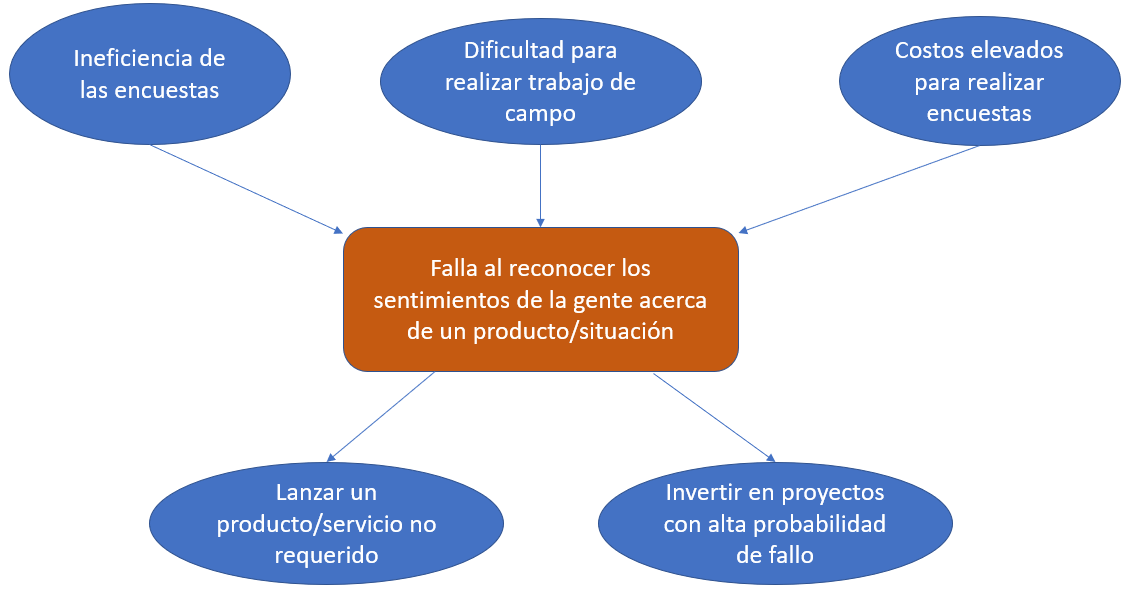 Ineficiencia de
las encuestas
Dificultad para
realizar trabajo de
campo
Costos elevados
para realizar
encuestas
Falla al reconocer los
sentimientos de la gente acerca
de un producto/situación
Lanzar un
producto/servicio no
requerido
Invertir en proyectos
con alta probabilidad
de fallo